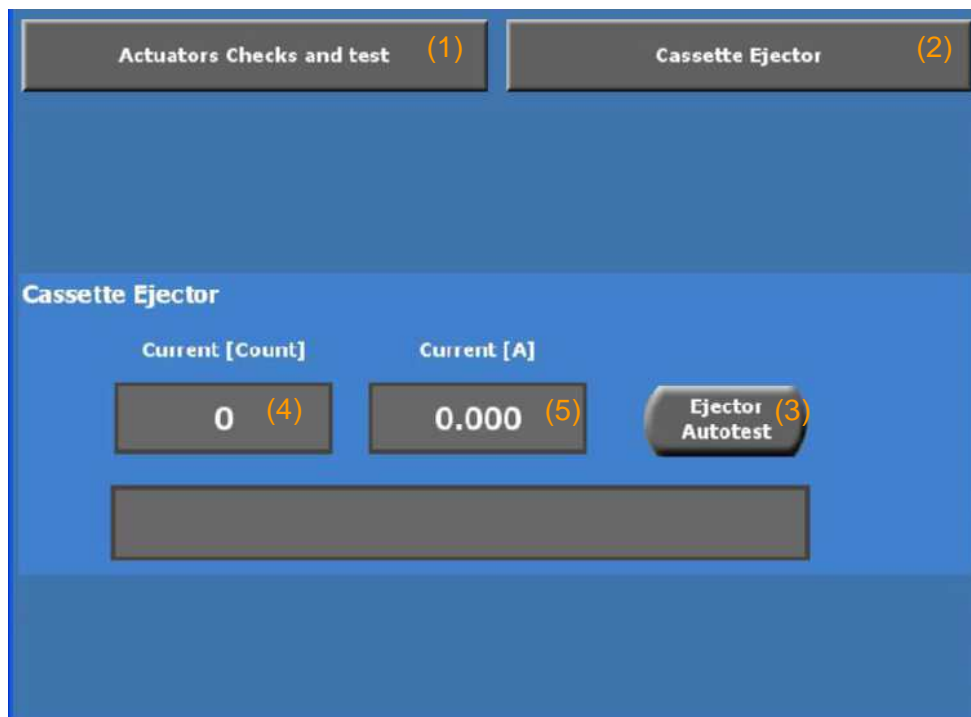 Actuators Checks and test (1)
Cassette Ejector (2)
Cassette Ejector
Current [Count] Current [A]
0 (4) 0.000 (5)
Ejector (3)
Autotest